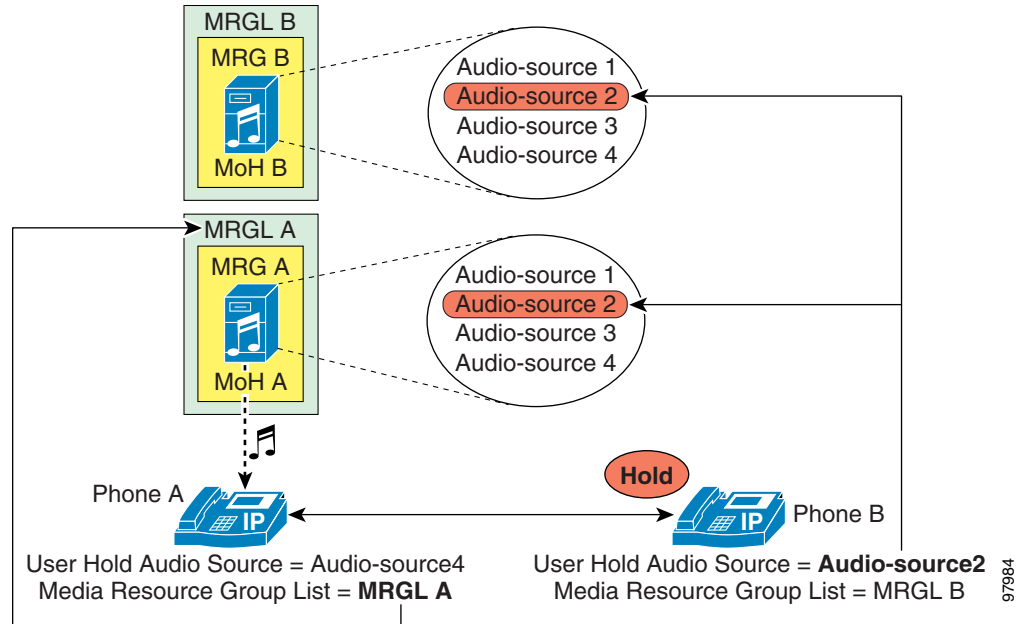 MRGL B
MRG B
MoH B
Audio-source 1
Audio-source 2
Audio-source 3
Audio-source 4
MRGL A
MRG A
MoH A
Audio-source 1
Audio-source 2
Audio-source 3
Audio-source 4
Hold
Phone A
IP
IP
Phone B
User Hold Audio Source = Audio-source4
Media Resource Group List = MRGL A
User Hold Audio Source = Audio-source2
Media Resource Group List = MRGL B
97984